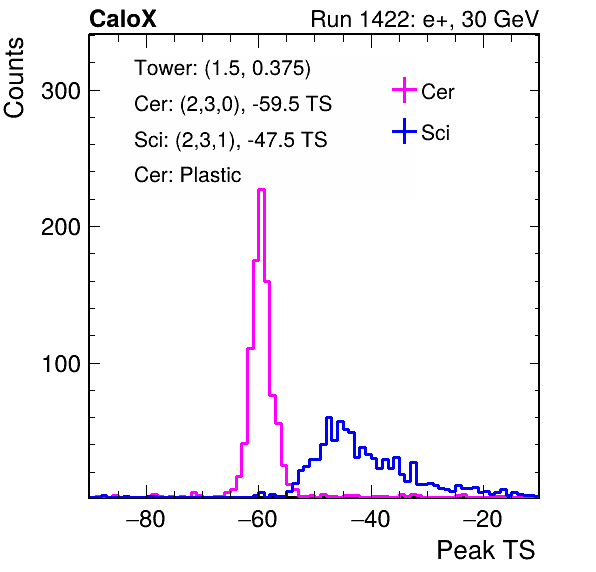 CaloX Run 1422: e+, 30 GeV
Counts
Tower: (1.5, 0.375)
Cer: (2,3,0), -59.5 TS
Sci: (2,3,1), -47.5 TS
Cer: Plastic
Cer
Sci
300
200
100
−80 −60 −40 −20
Peak TS